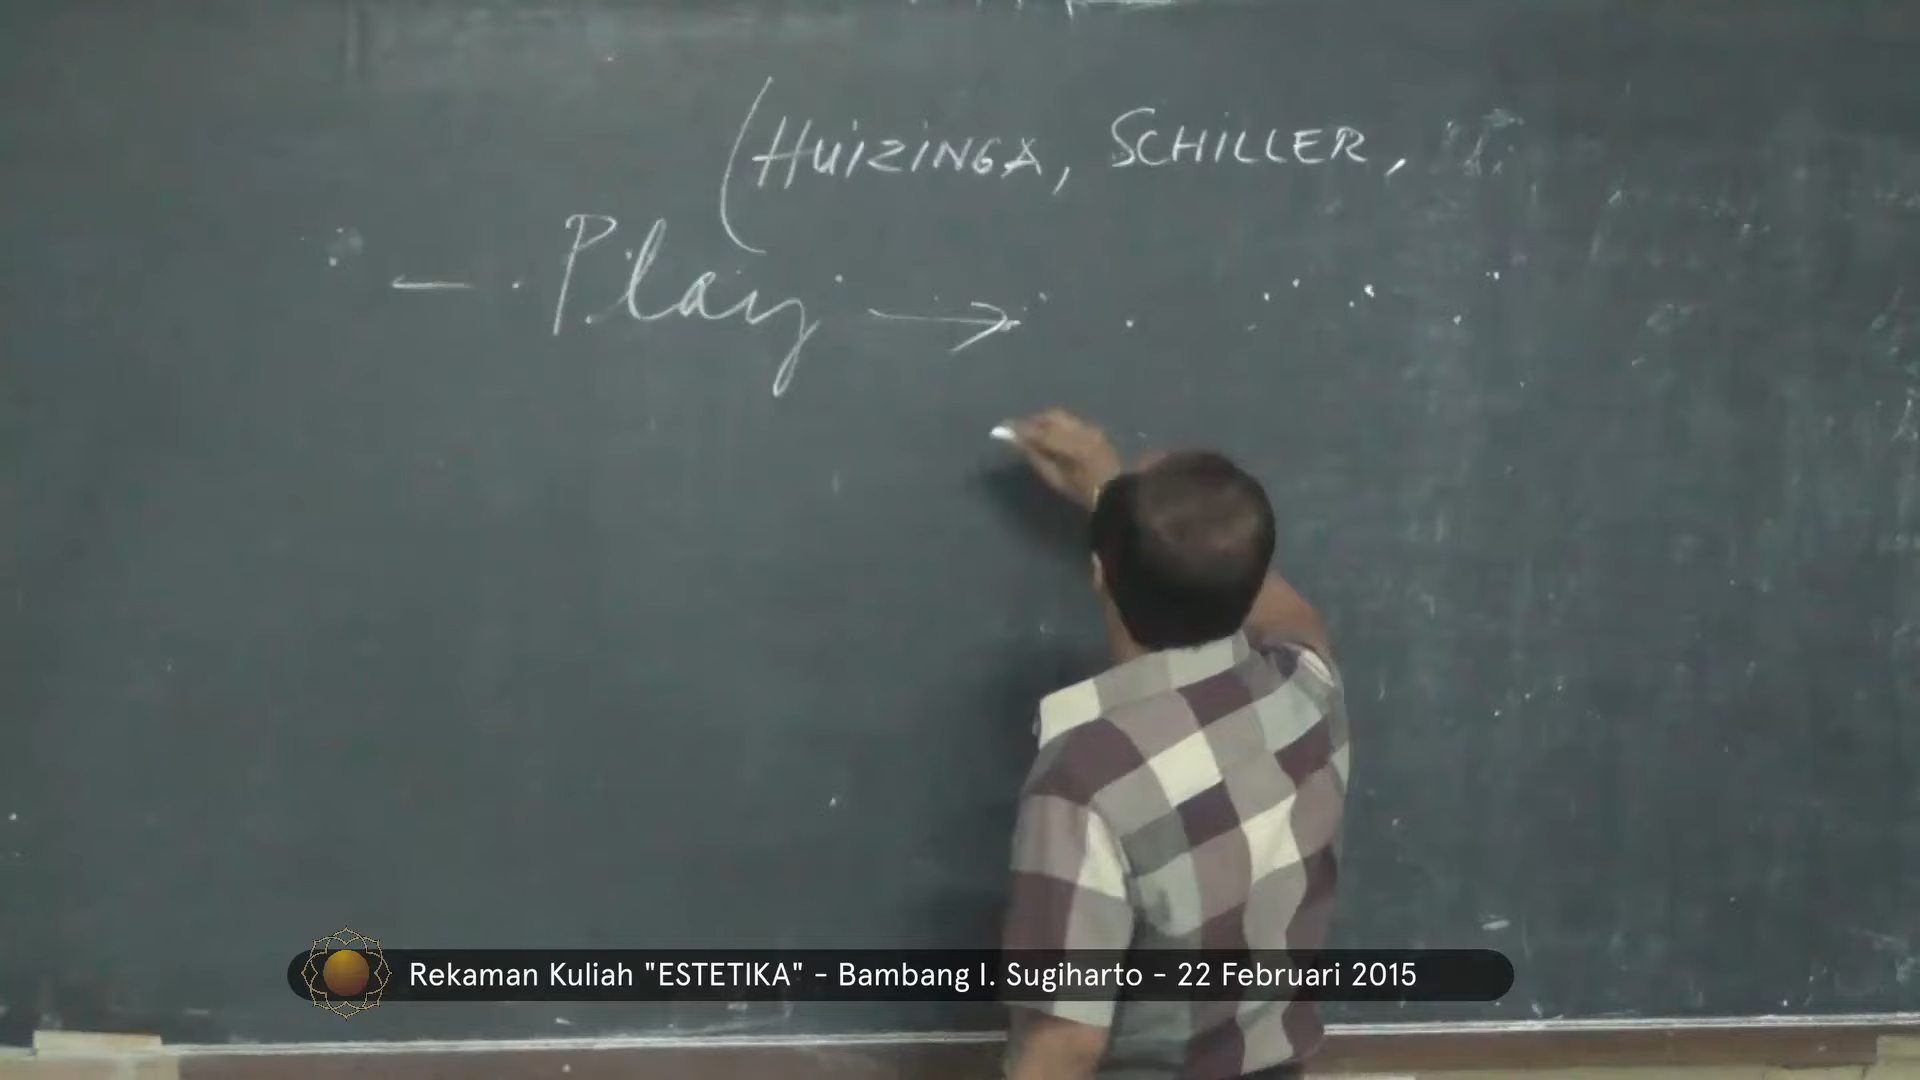 (HUIZINGA, SCHILLER,
— Play →
Rekaman Kuliah "ESTETIKA" - Bambang I. Sugiharto - 22 Februari 2015